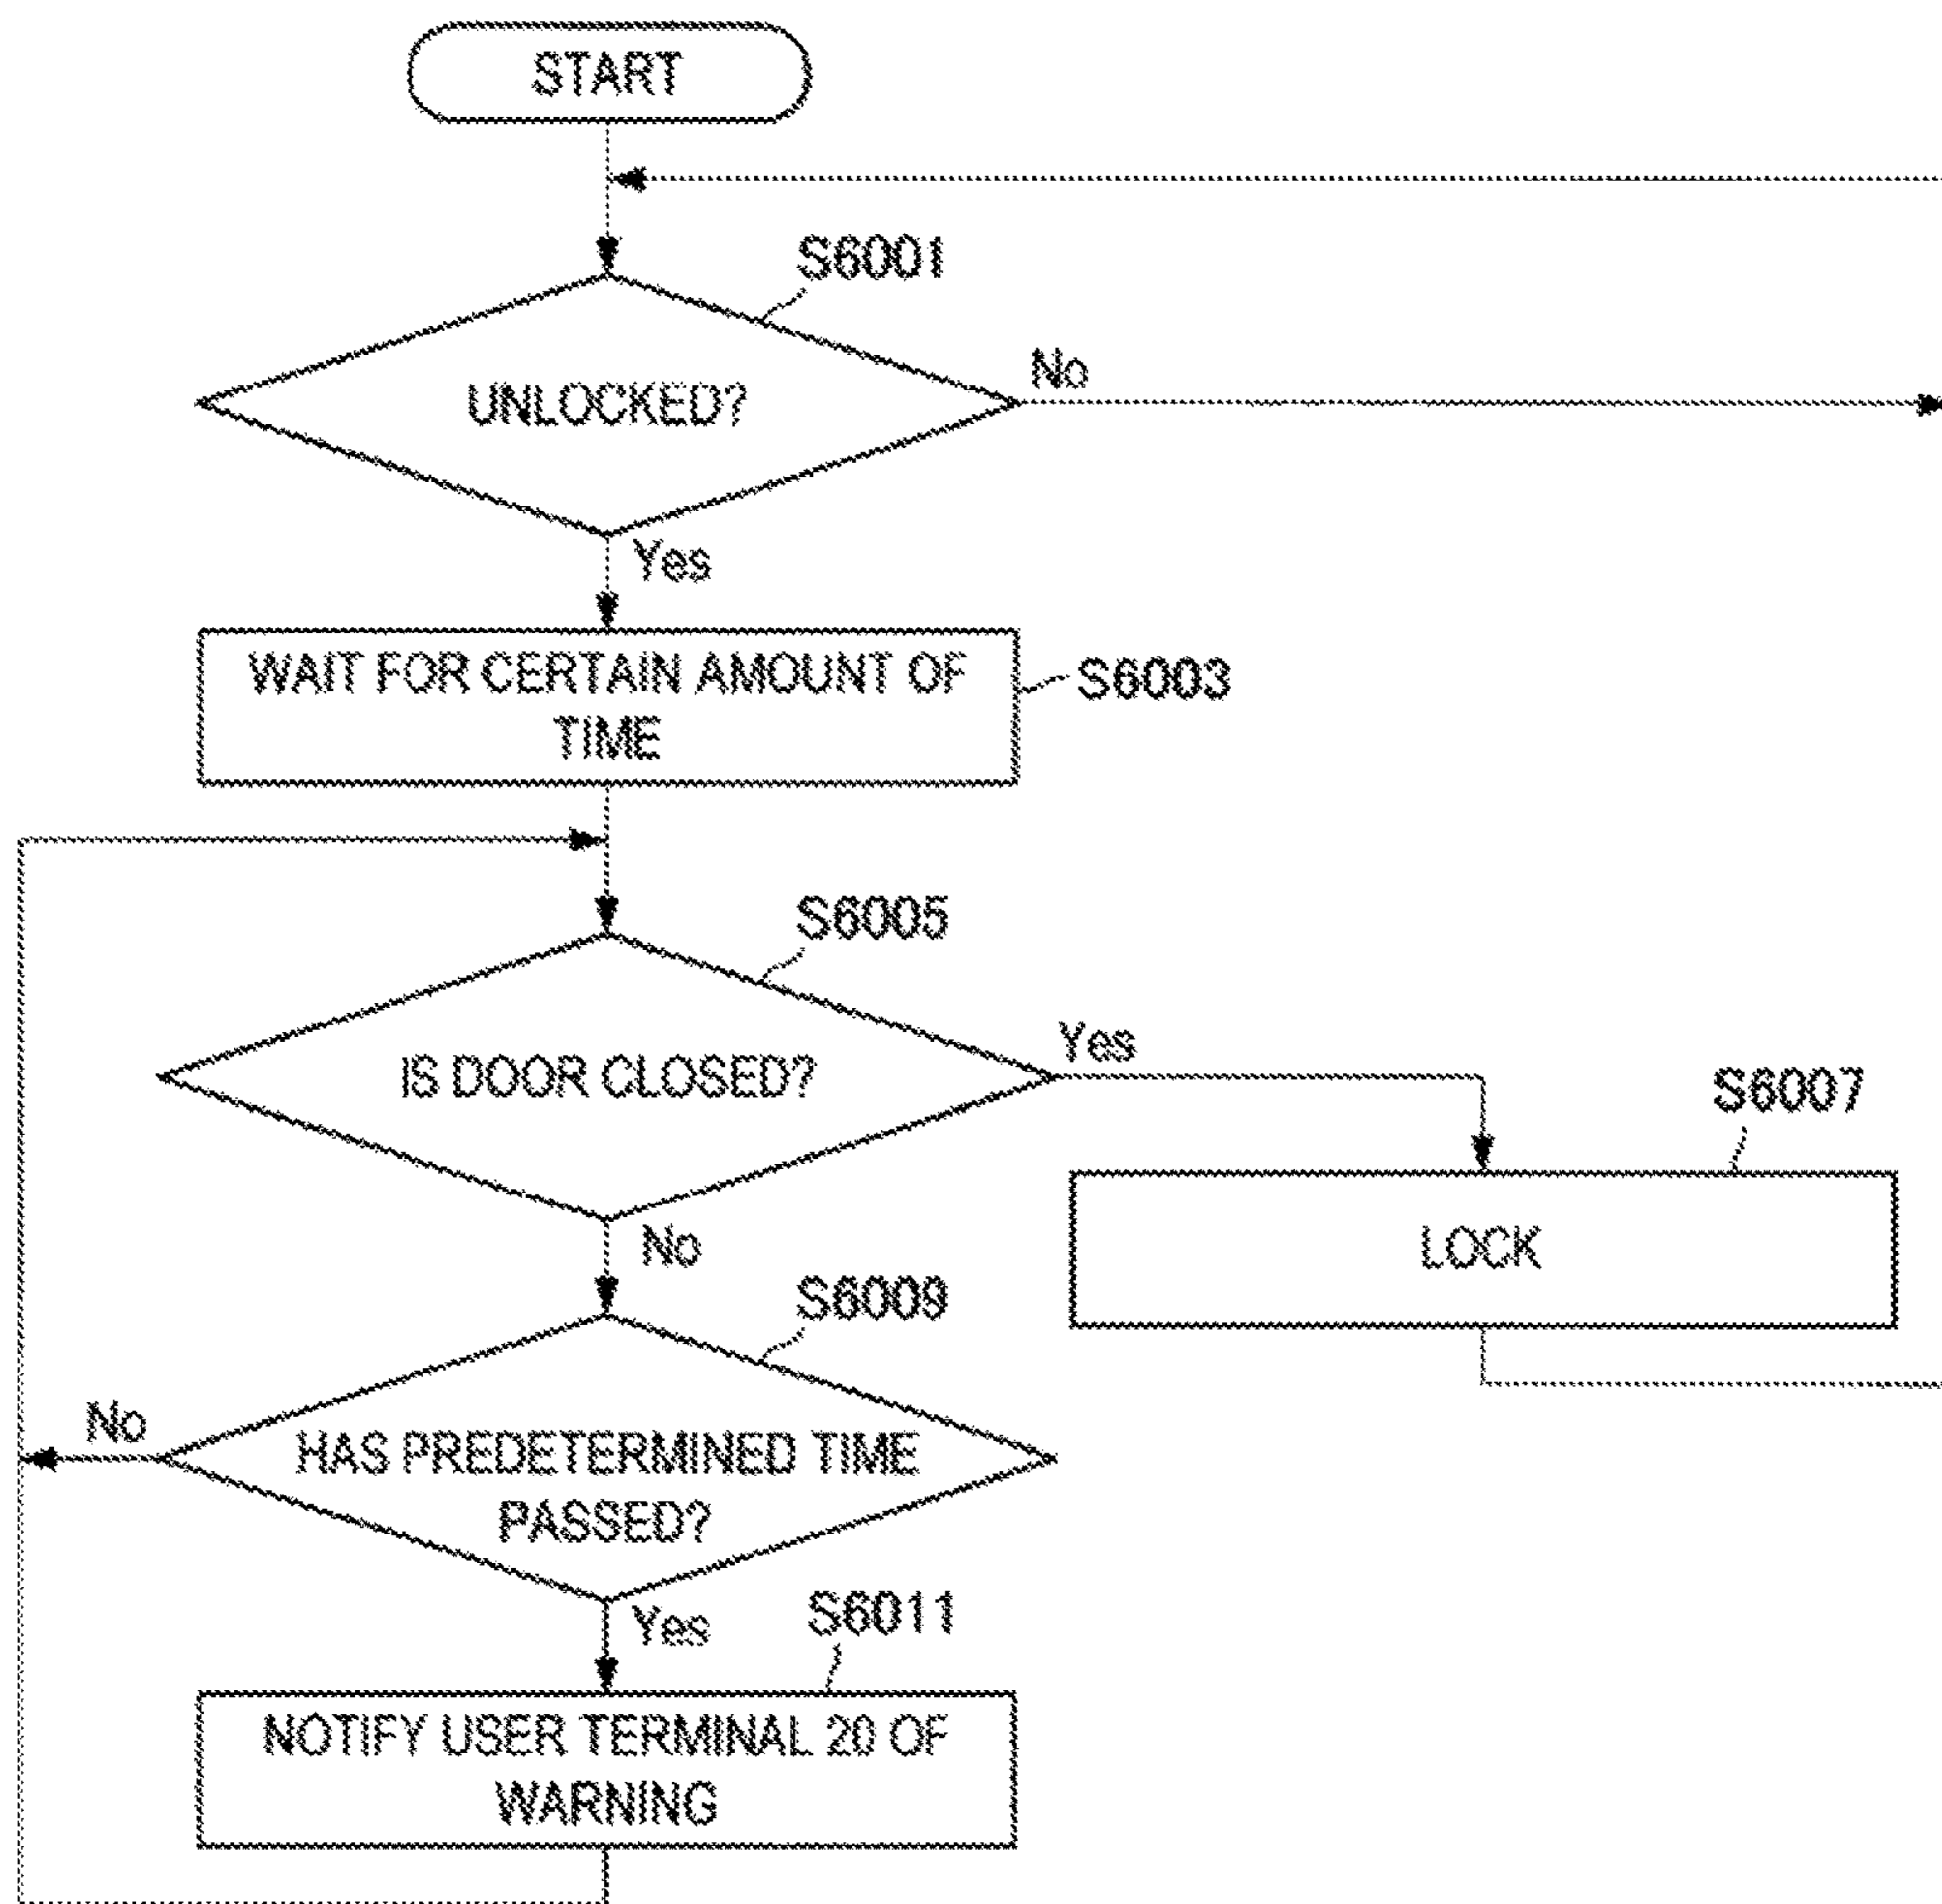 START
S6001
UNLOCKED?
No
Yes
WAIT FOR CERTAIN AMOUNT OF
TIME
S6003
S6005
IS DOOR CLOSED?
Yes
S6007
LOCK
No
S6009
No
HAS PREDETERMINED TIME
PASSED?
Yes
S6011
NOTIFY USER TERMINAL 20 OF
WARNING